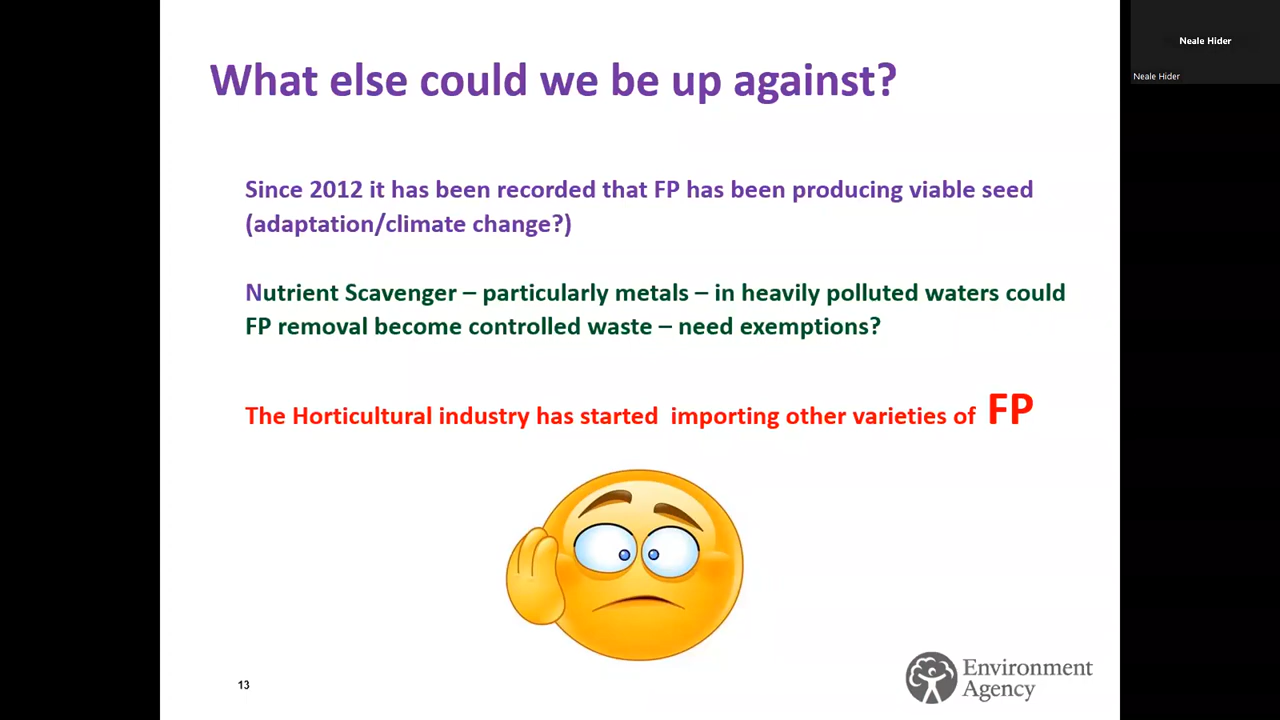 What else could we be up against?
Since 2012 it has been recorded that FP has been producing viable seed
(adaptation/climate change?)
Nutrient Scavenger – particularly metals – in heavily polluted waters could
FP removal become controlled waste – need exemptions?
The Horticultural industry has started  importing other varieties of FP
13
Environment
Agency
Neale Hider
Neale Hider